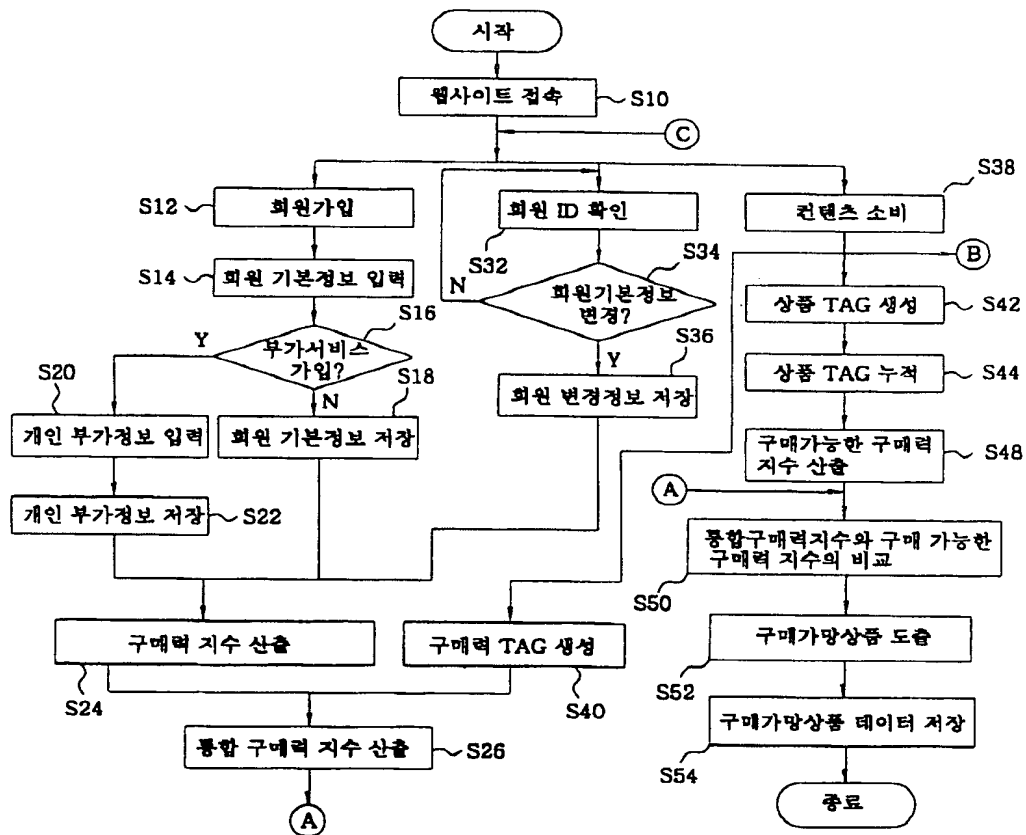 시작
웹사이트 접속
S10
C
S12
회원가입
S14
회원 기본정보 입력
S16
Y
부가서비스
가입?
N
S20
S18
개인 부가정보 입력
회원 기본정보 저장
개인 부가정보 저장
S22
회원 ID 확인
S32
S34
N
회원기본정보
변경?
Y
S36
회원 변경정보 저장
S38
컨텐츠 소비
B
상품 TAG 생성
S42
상품 TAG 누적
S44
구매가능한 구매력
지수 산출
S48
A
통합구매력지수와 구매 가능한
구매력 지수의 비교
S50
구매력 지수 산출
S24
구매력 TAG 생성
S40
구매가망상품 도출
S52
통합 구매력 지수 산출
S26
구매가망상품 데이터 저장
S54
A
종료